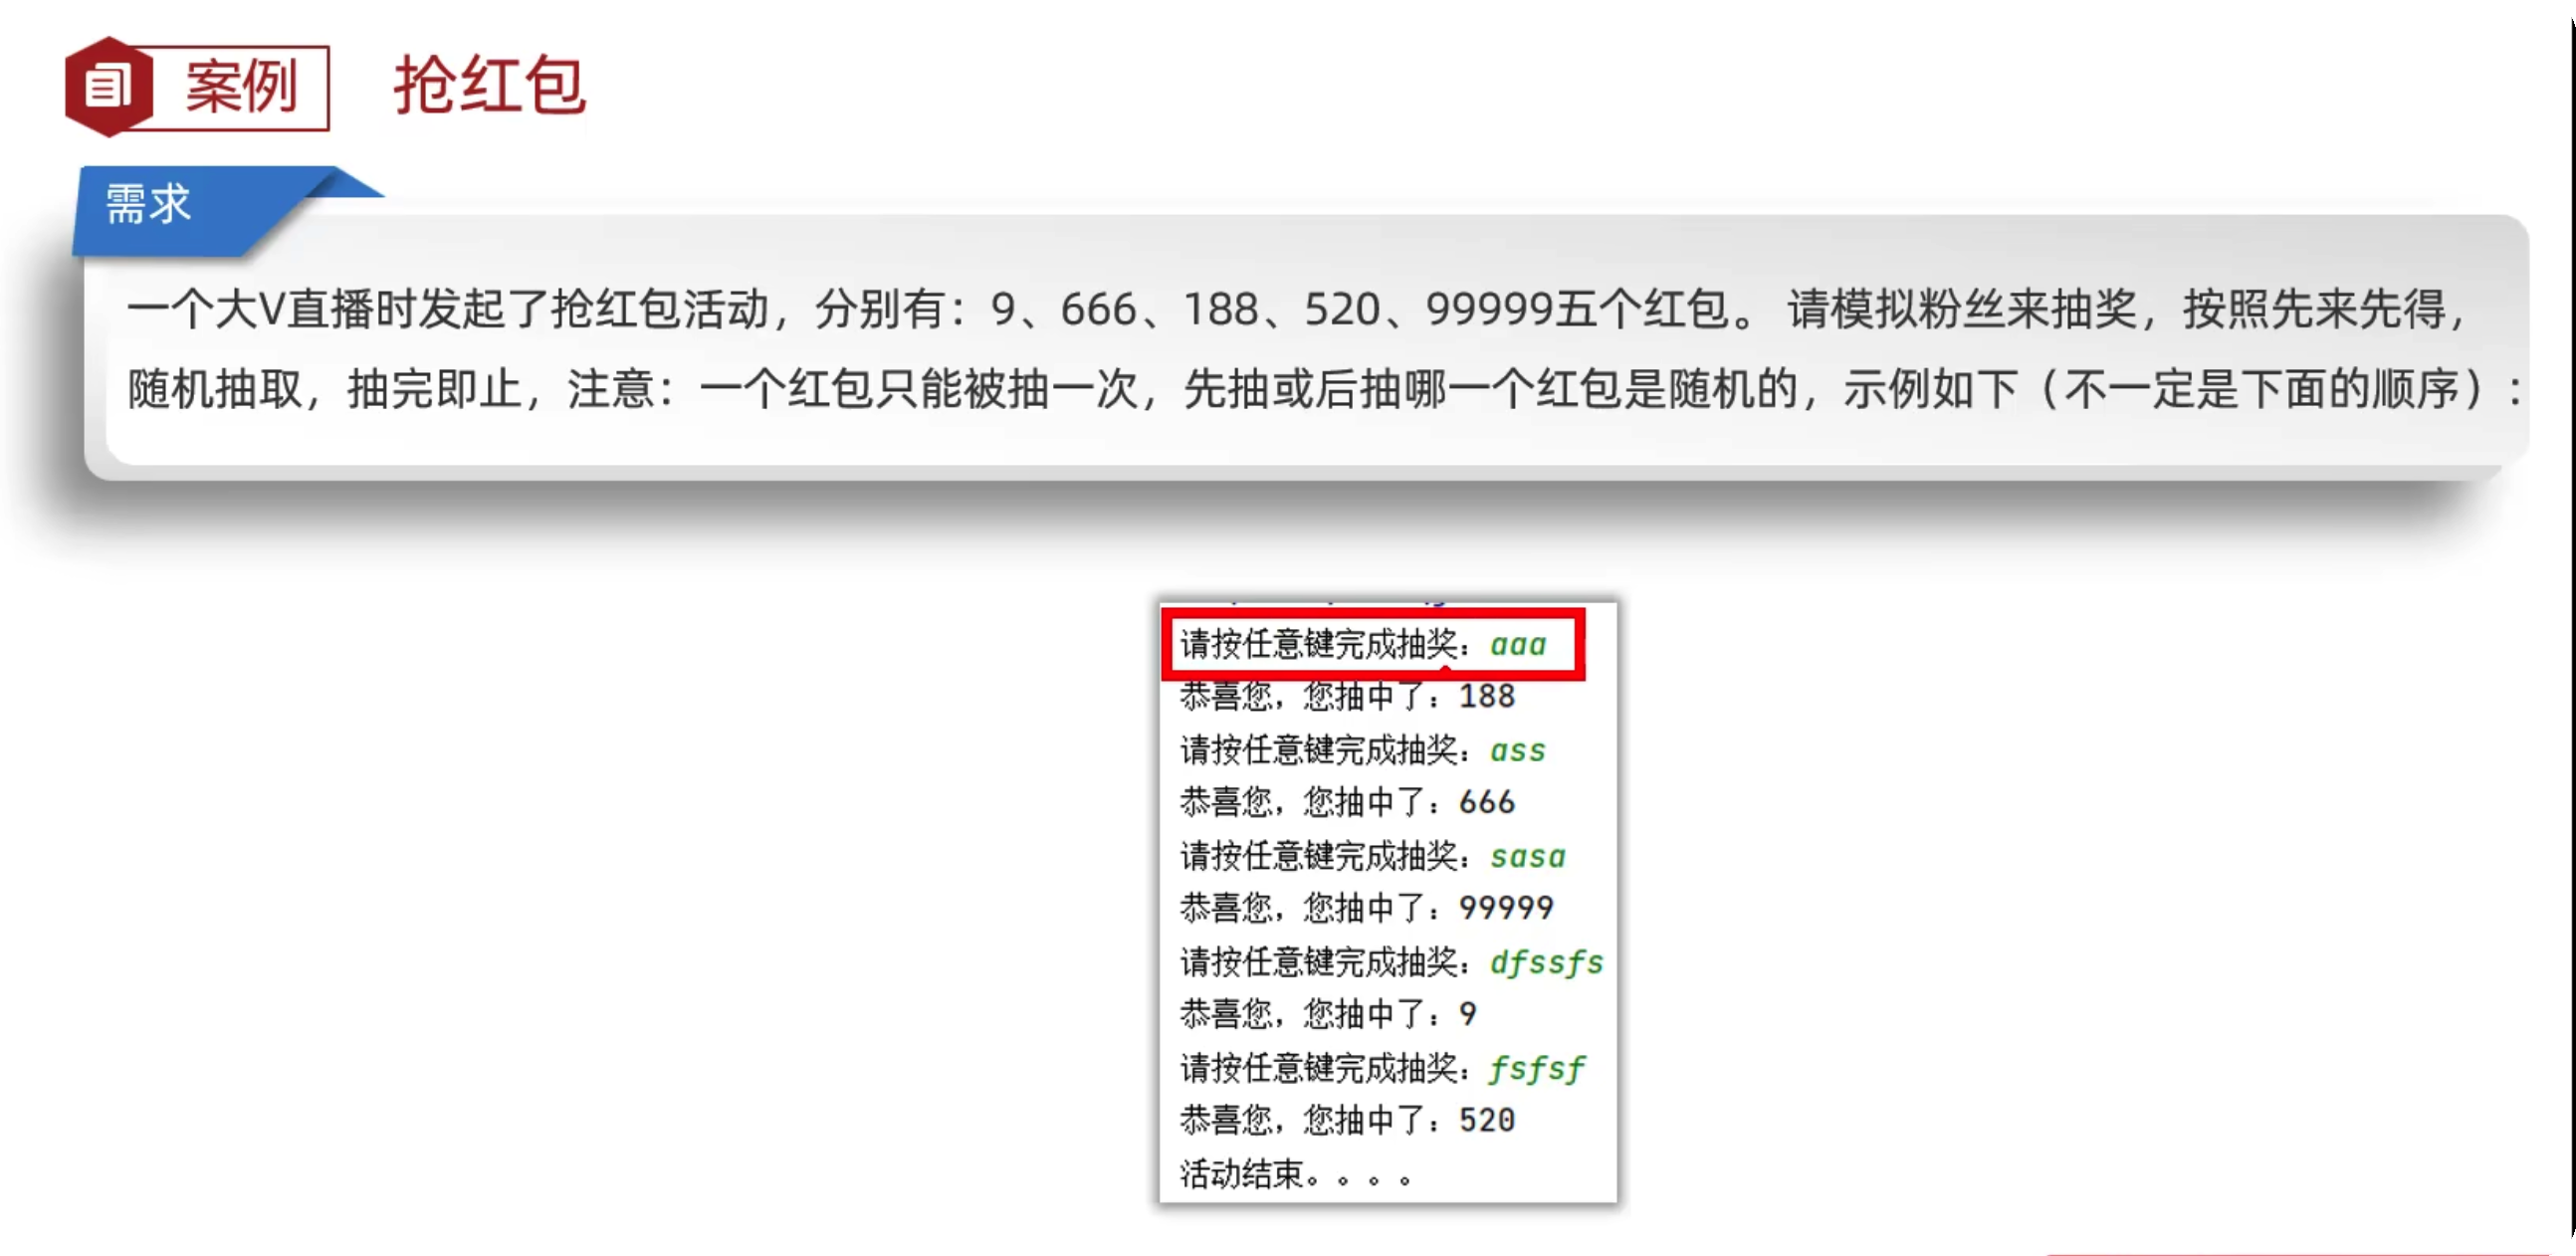 案例 抢红包
需求
一个大V直播时发起了抢红包活动，分别有：9、666、188、520、99999五个红包。 请模拟粉丝来抽奖，按照先来先得，
随机抽取，抽完即止，注意：一个红包只能被抽一次，先抽或后抽哪一个红包是随机的，示例如下（不一定是下面的顺序）：
请按任意键完成抽奖：aaa
恭喜您，您抽中了：188
请按任意键完成抽奖：ass
恭喜您，您抽中了：666
请按任意键完成抽奖：sasa
恭喜您，您抽中了：99999
请按任意键完成抽奖：dfssfs
恭喜您，您抽中了：9
请按任意键完成抽奖：fsfsf
恭喜您，您抽中了：520
活动结束。。。。